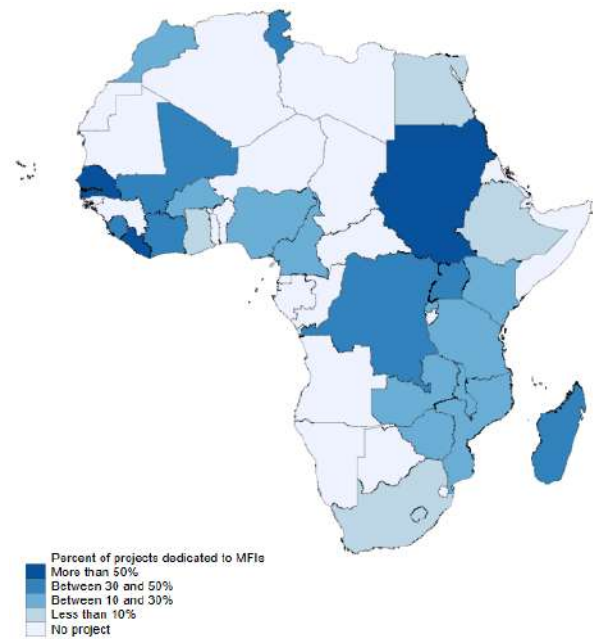 Percent of projects dedicated to MFIs
More than 50%
Between 30 and 50%
Between 10 and 30%
Less than 10%
No project